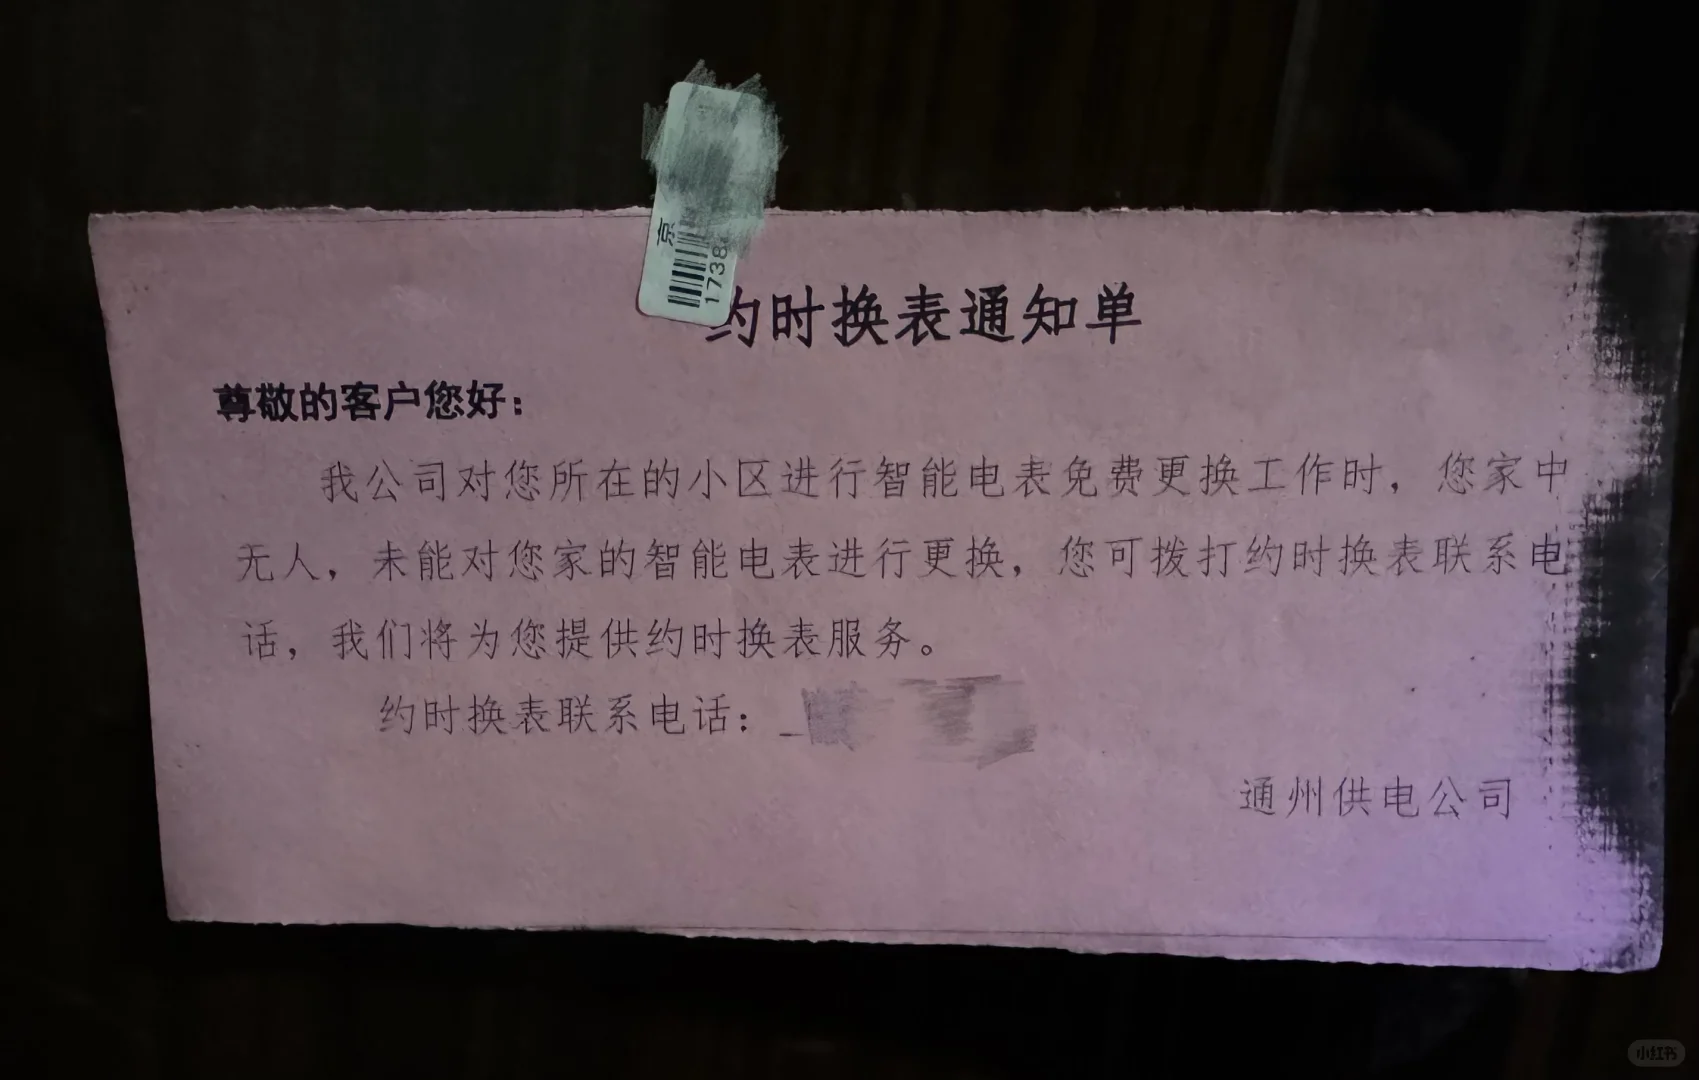 京
1738
约时换表通知单
尊敬的客户您好：
我公司对您所在的小区进行智能电表免费更换工作时，您家中
无人，未能对您家的智能电表进行更换，您可拨打约时换表联系电
话，我们将为您提供约时换表服务。
约时换表联系电话：
通州供电公司
小红书